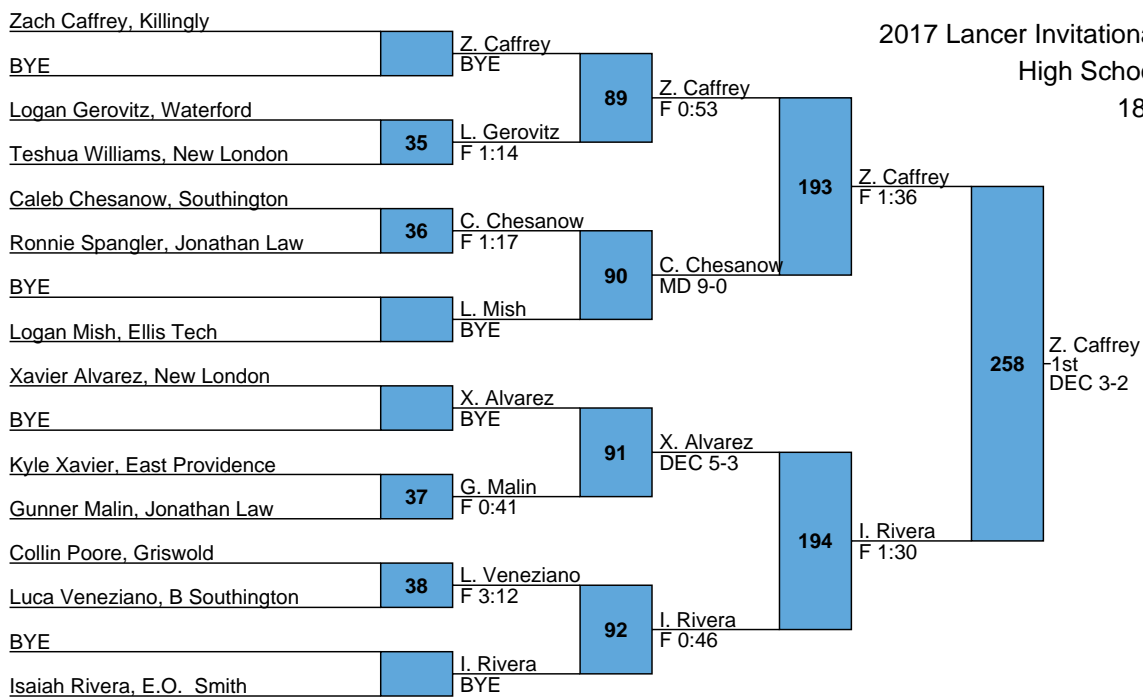 2017 Lancer Invitationa
High Schoo
18
Zach Caffrey, Killingly
BYE
Logan Gerovitz, Waterford
Teshua Williams, New London
Caleb Chesanow, Southington
Ronnie Spangler, Jonathan Law
BYE
Logan Mish, Ellis Tech
Xavier Alvarez, New London
BYE
Kyle Xavier, East Providence
Gunner Malin, Jonathan Law
Collin Poore, Griswold
Luca Veneziano, B Southington
BYE
Isaiah Rivera, E.O. Smith
Z. Caffrey
BYE
35
L. Gerovitz
F 1:14
36
C. Chesanow
F 1:17
L. Mish
BYE
X. Alvarez
BYE
37
G. Malin
F 0:41
38
L. Veneziano
F 3:12
I. Rivera
BYE
89
Z. Caffrey
F 0:53
90
C. Chesanow
MD 9-0
91
X. Alvarez
DEC 5-3
92
I. Rivera
F 0:46
193
Z. Caffrey
F 1:36
194
I. Rivera
F 1:30
258
Z. Caffrey
1st
DEC 3-2